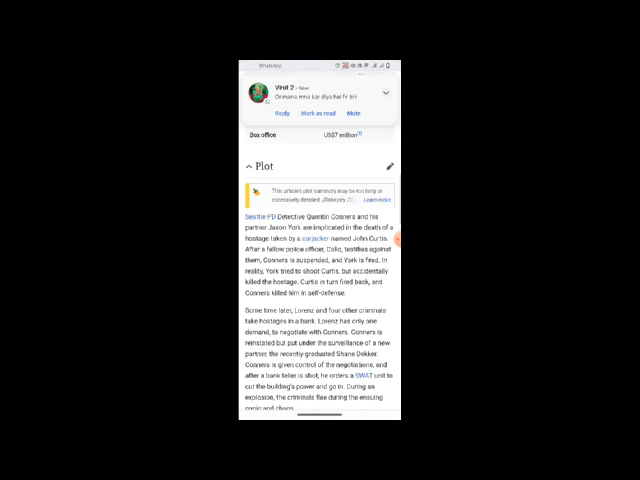 WhatsApp
Vinit 2 • Now
Or mana kar diya hai fir bhi
Reply Mark as read Mute
Box office US$7 million[3]
Plot
This article's plot summary may be too long or
excessively detailed. (February 202 Learn more
Seattle PD Detective Quentin Conners and his
partner Jason York are implicated in the death of a
hostage taken by a carjacker named John Curtis.
After a fellow police officer, Callo, testifies against
them, Conners is suspended, and York is fired. In
reality, York tried to shoot Curtis, but accidentally
killed the hostage. Curtis in turn fired back, and
Conners killed him in self-defense.
Some time later, Lorenz and four other criminals
take hostages in a bank. Lorenz has only one
demand, to negotiate with Conners. Conners is
reinstated but put under the surveillance of a new
partner, the recently-graduated Shane Dekker.
Conners is given control of the negotiations, and
after a bank teller is shot, he orders a SWAT unit to
cut the building's power and go in. During an
explosion, the criminals flee during the ensuing
panic and chaos.